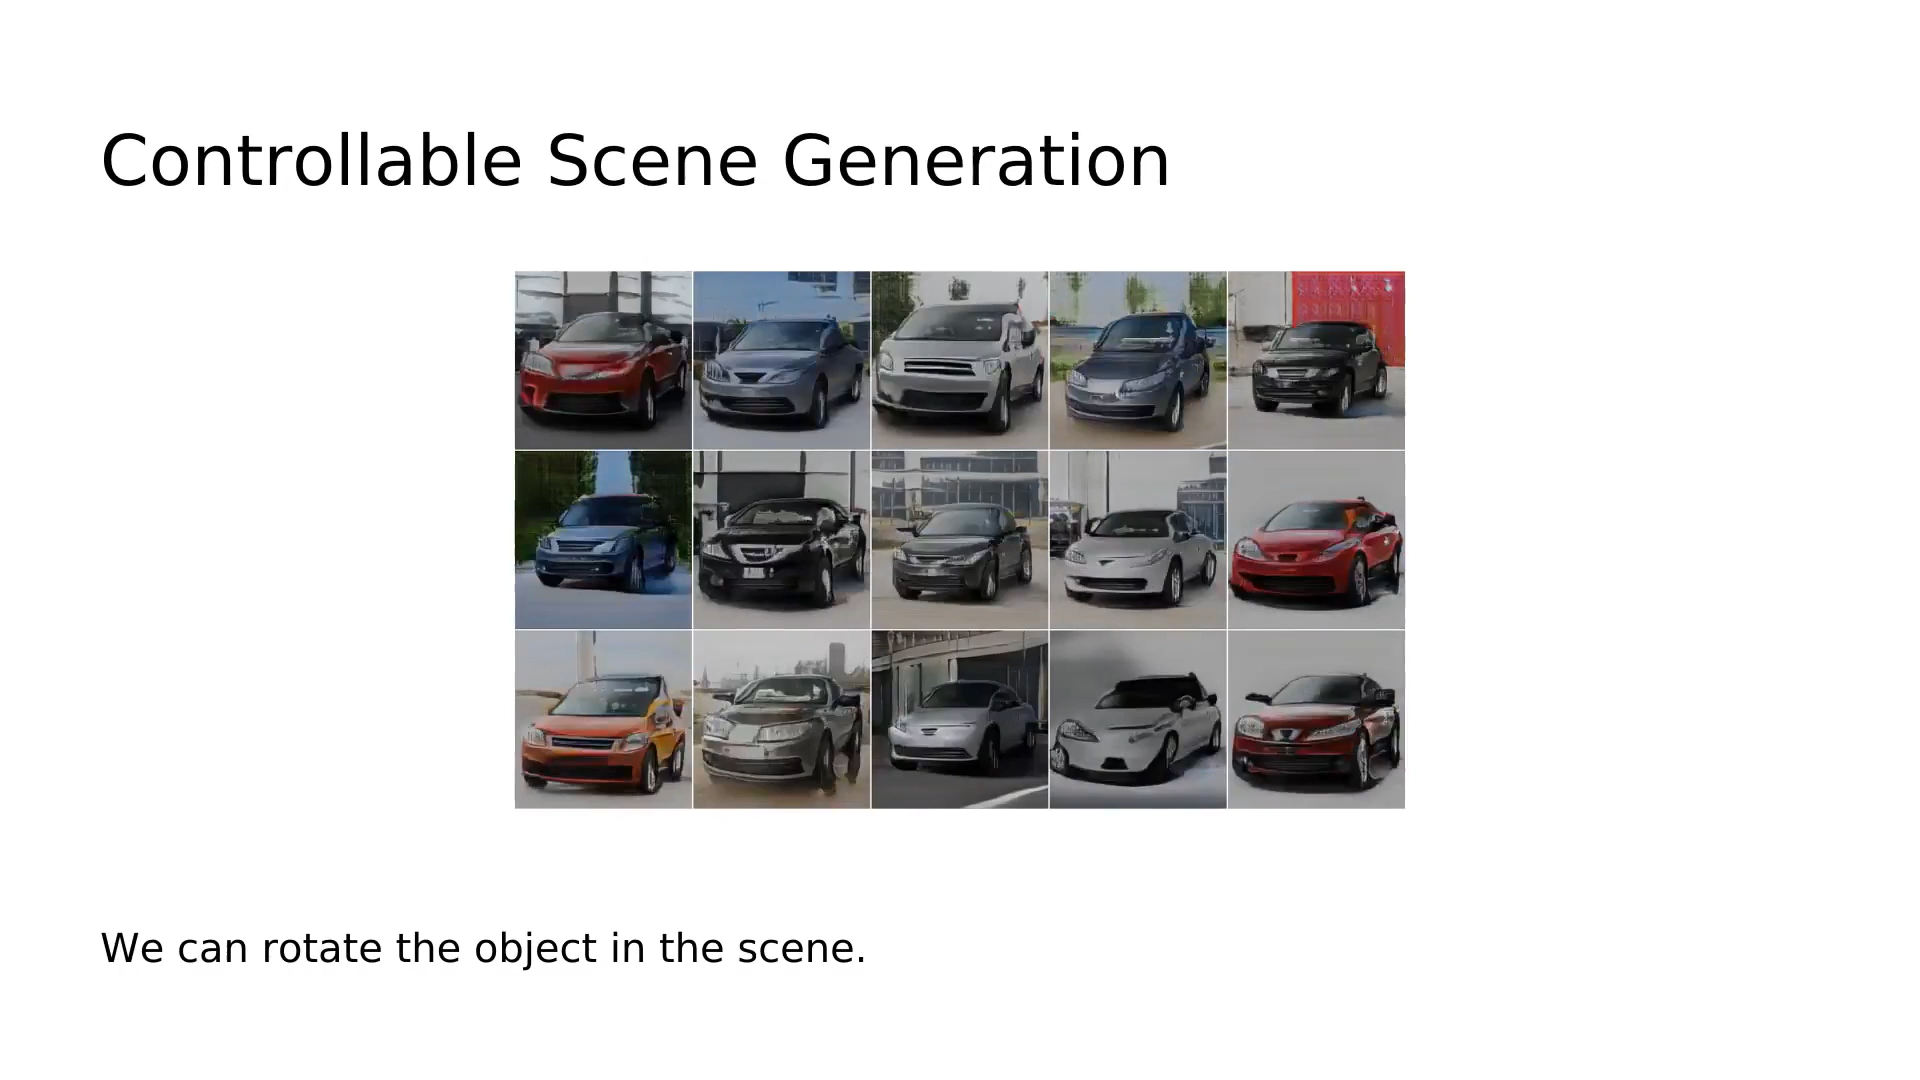 Controllable Scene Generation
We can rotate the object in the scene.